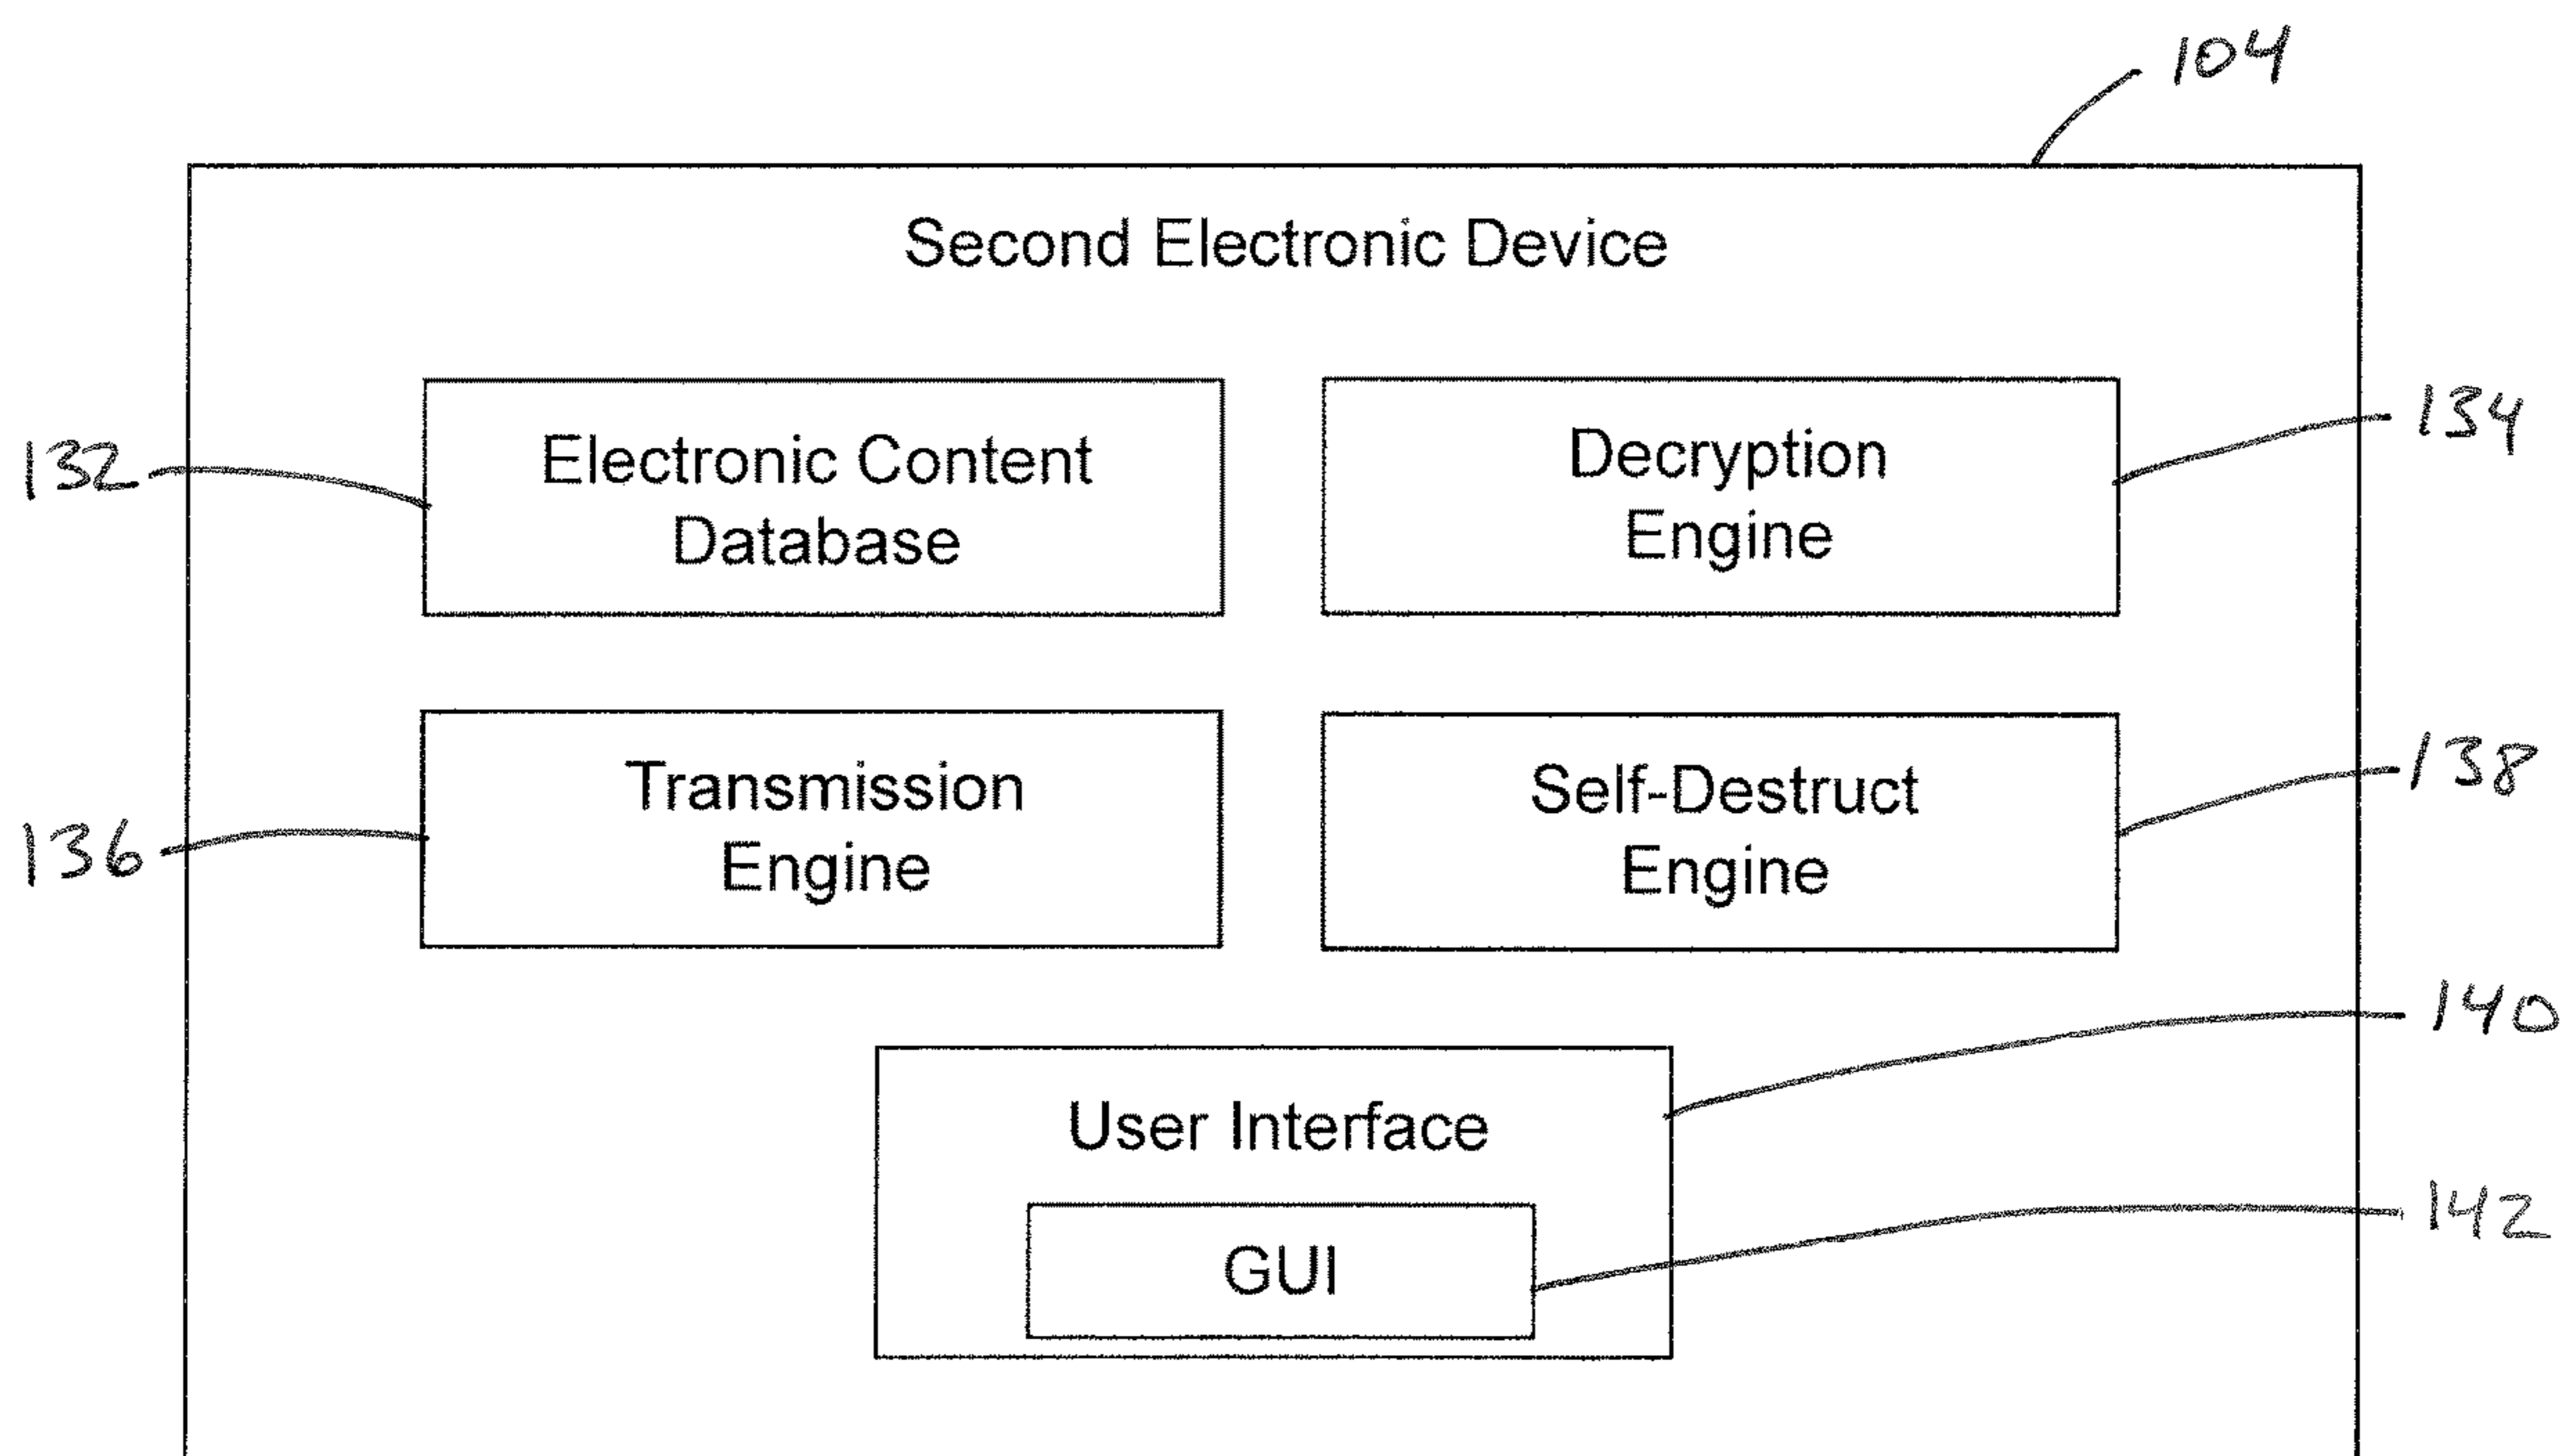 104
Second Electronic Device
132
Electronic Content
Database
Decryption
Engine
134
136
Transmission
Engine
Self-Destruct
Engine
138
140
User Interface
GUI
142